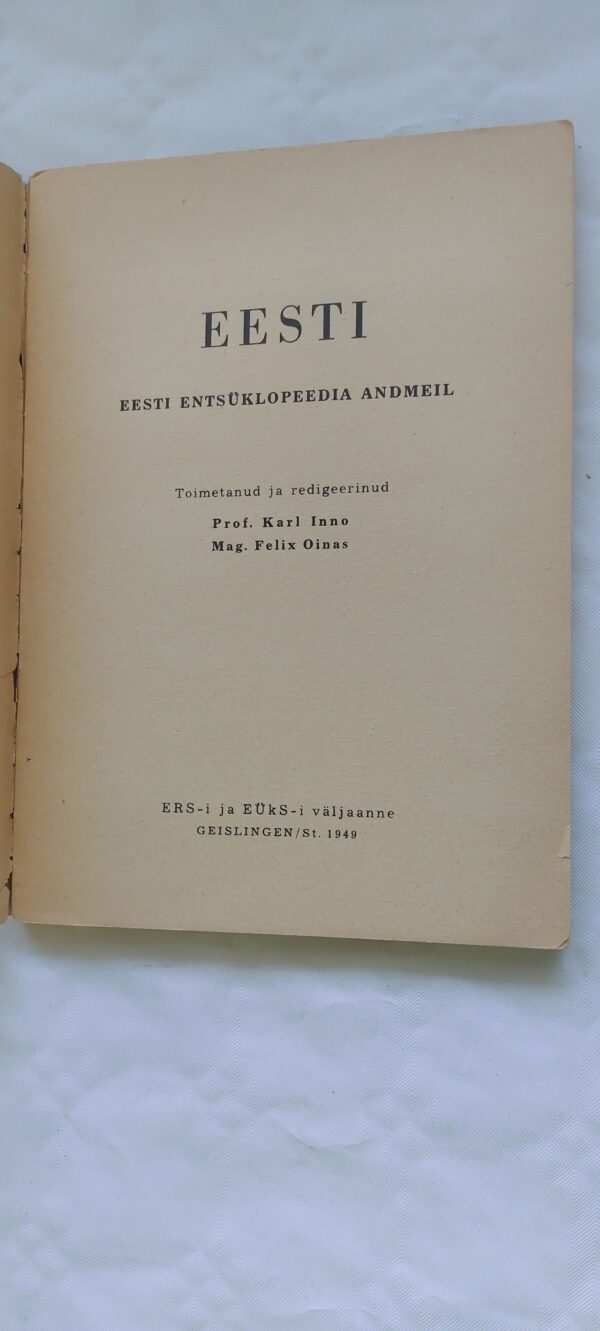 EESTI
EESTI ENTSÜKLOPEEDIA ANDMEIL
Toimetanud ja redigeerinud
Prof. Karl Inno
Mag. Felix Oinas
ERS-i ja EÜkS-i väljaanne
GEISLINGEN/St. 1949